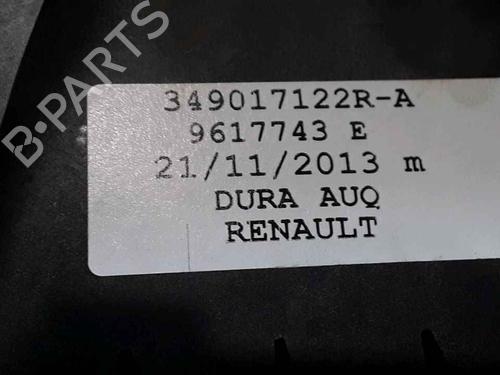 B-PARTS
349017122R-A
9617743 E
21/11/2013 m
DURA AUQ
RENAULT